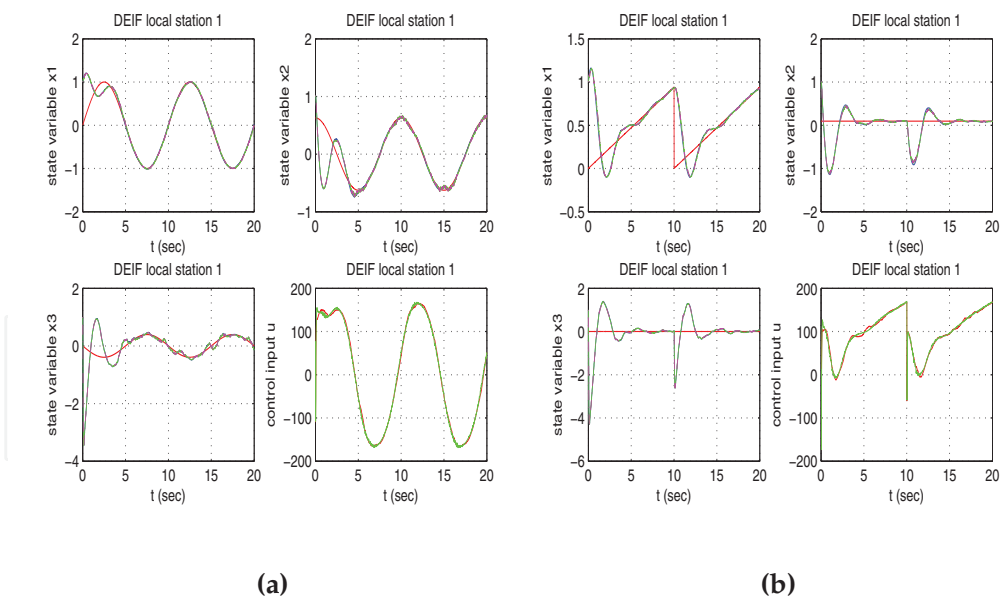 DEIF local station 1
DEIF local station 1
DEIF local station 1
DEIF local station 1
2
1
0
−1
−2
state variable x1
0 5 10 15 20
t (sec)
2
1
0
−1
state variable x2
0 5 10 15 20
t (sec)
1.5
1
0.5
0
−0.5
state variable x1
0 5 10 15 20
t (sec)
2
1
0
−1
−2
state variable x2
0 5 10 15 20
t (sec)
DEIF local station 1
DEIF local station 1
DEIF local station 1
DEIF local station 1
2
0
−2
−4
state variable x3
0 5 10 15 20
t (sec)
200
100
0
−100
−200
control input u
0 5 10 15 20
t (sec)
2
0
−2
−4
−6
state variable x3
0 5 10 15 20
t (sec)
200
100
0
−100
−200
control input u
0 5 10 15 20
t (sec)
(a)
(b)